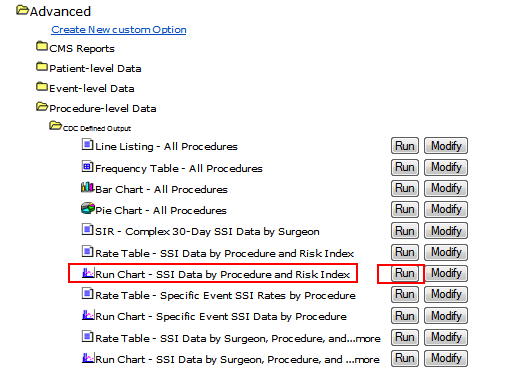 Advanced
Create New custom Option
CMS Reports
Patient-level Data
Event-level Data
Procedure-level Data
CDC Defined Output
Line Listing - All Procedures Run Modify
Frequency Table - All Procedures Run Modify
Bar Chart - All Procedures Run Modify
Pie Chart - All Procedures Run Modify
SIR - Complex 30-Day SSI Data by Surgeon Run Modify
Rate Table - SSI Data by Procedure and Risk Index Run Modify
Run Chart - SSI Data by Procedure and Risk Index Run Modify
Rate Table - Specific Event SSI Rates by Procedure Run Modify
Run Chart - Specific Event SSI Data by Procedure Run Modify
Rate Table - SSI Data by Surgeon, Procedure, and...more Run Modify
Run Chart - SSI Data by Surgeon, Procedure, and ...more Run Modify